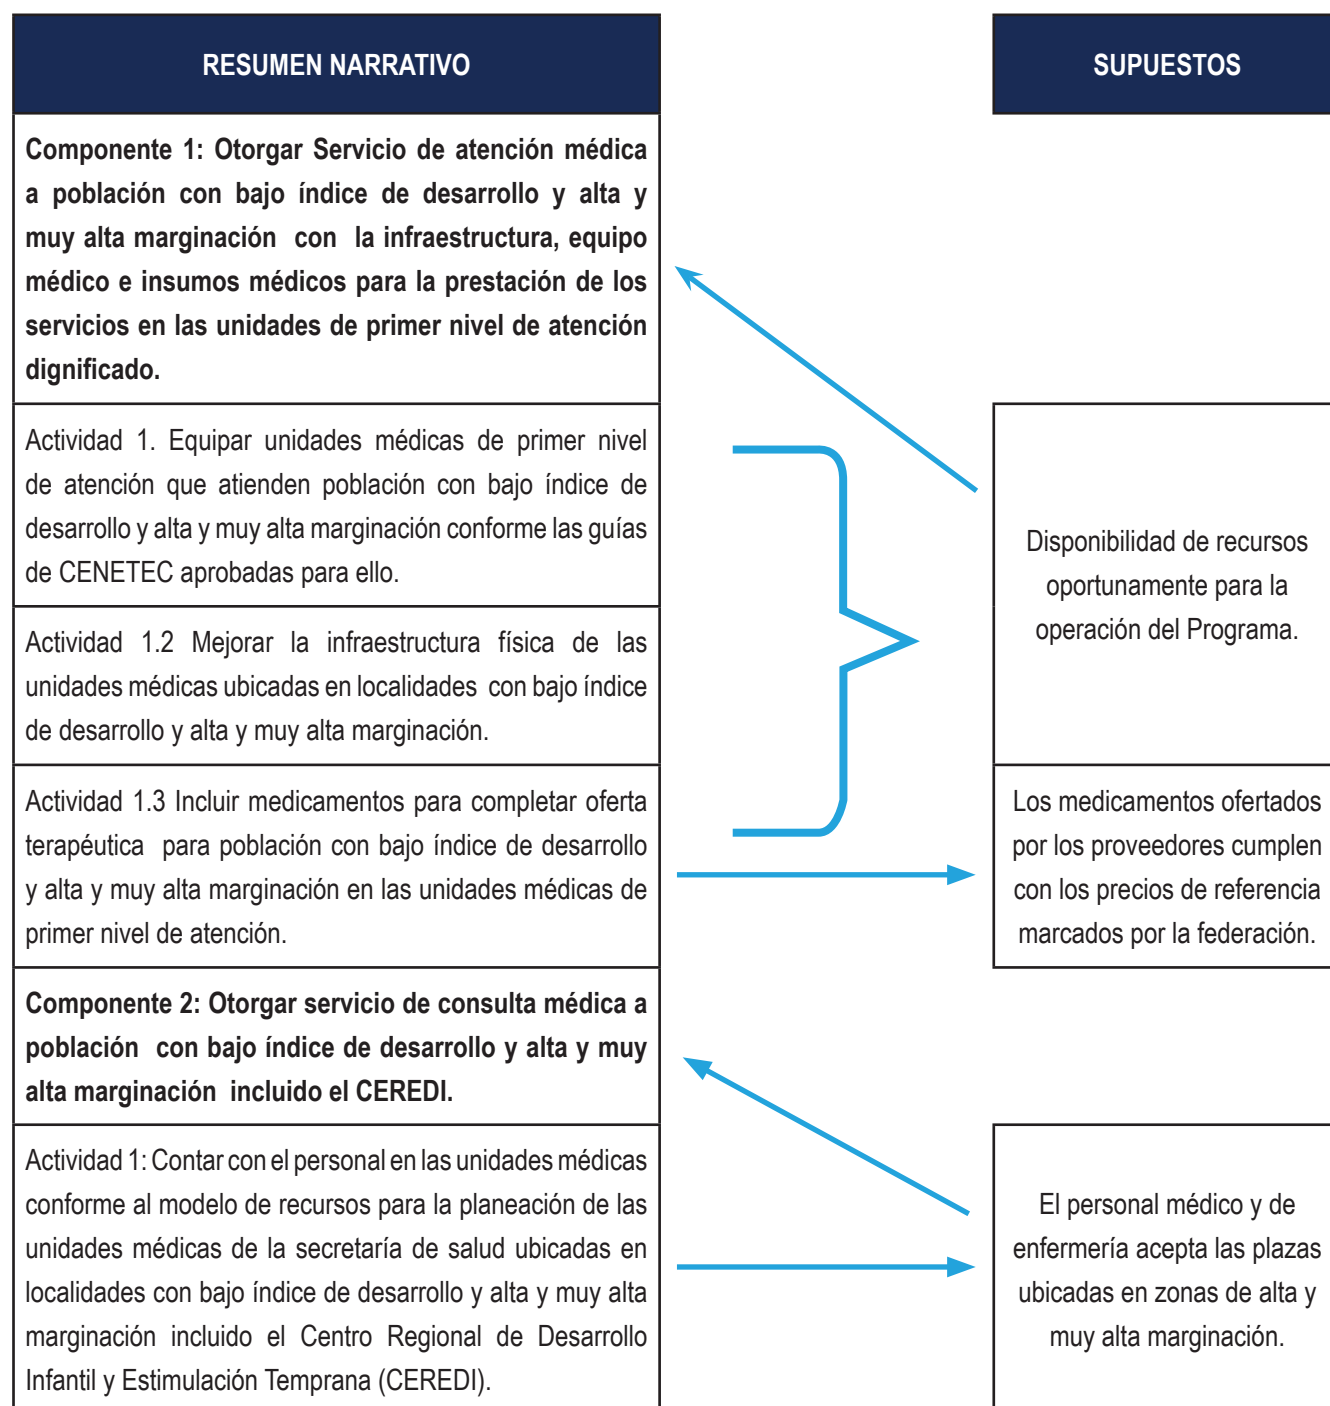 RESUMEN NARRATIVO
SUPUESTOS
Componente 1: Otorgar Servicio de atención médica
a población con bajo índice de desarrollo y alta y
muy alta marginación con la infraestructura, equipo
médico e insumos médicos para la prestación de los
servicios en las unidades de primer nivel de atención
dignificado.
Actividad 1. Equipar unidades médicas de primer nivel
de atención que atienden población con bajo índice de
desarrollo y alta y muy alta marginación conforme las guías
de CENETEC aprobadas para ello.
Actividad 1.2 Mejorar la infraestructura física de las
unidades médicas ubicadas en localidades con bajo índice
de desarrollo y alta y muy alta marginación.
Disponibilidad de recursos
oportunamente para la
operación del Programa.
Actividad 1.3 Incluir medicamentos para completar oferta
terapéutica para población con bajo índice de desarrollo
y alta y muy alta marginación en las unidades médicas de
primer nivel de atención.
Los medicamentos ofertados
por los proveedores cumplen
con los precios de referencia
marcados por la federación.
Componente 2: Otorgar servicio de consulta médica a
población con bajo índice de desarrollo y alta y muy
alta marginación incluido el CEREDI.
Actividad 1: Contar con el personal en las unidades médicas
conforme al modelo de recursos para la planeación de las
unidades médicas de la secretaría de salud ubicadas en
localidades con bajo índice de desarrollo y alta y muy alta
marginación incluido el Centro Regional de Desarrollo
Infantil y Estimulación Temprana (CEREDI).
El personal médico y de
enfermería acepta las plazas
ubicadas en zonas de alta y
muy alta marginación.